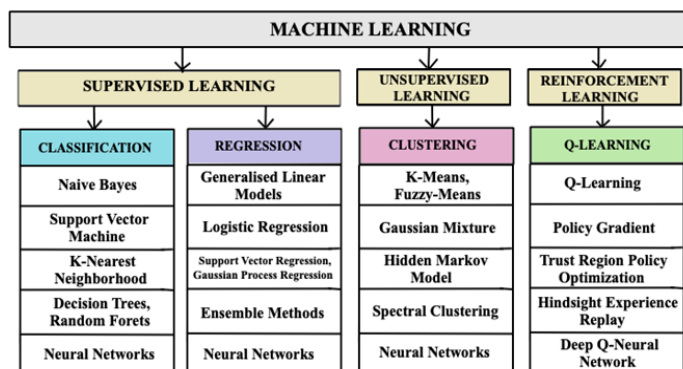 MACHINE LEARNING
SUPERVISED LEARNING
UNSUPERVISED
LEARNING
REINFORCEMENT
LEARNING
CLASSIFICATION
Naive Bayes
Support Vector
Machine
K-Nearest
Neighborhood
Decision Trees,
Random Forets
Neural Networks
REGRESSION
Generalised Linear
Models
Logistic Regression
Support Vector Regression,
Gaussian Process Regression
Ensemble Methods
Neural Networks
CLUSTERING
K-Means,
Fuzzy-Means
Gaussian Mixture
Hidden Markov
Model
Spectral Clustering
Neural Networks
Q-LEARNING
Q-Learning
Policy Gradient
Trust Region Policy
Optimization
Hindsight Experience
Replay
Deep Q-Neural
Network